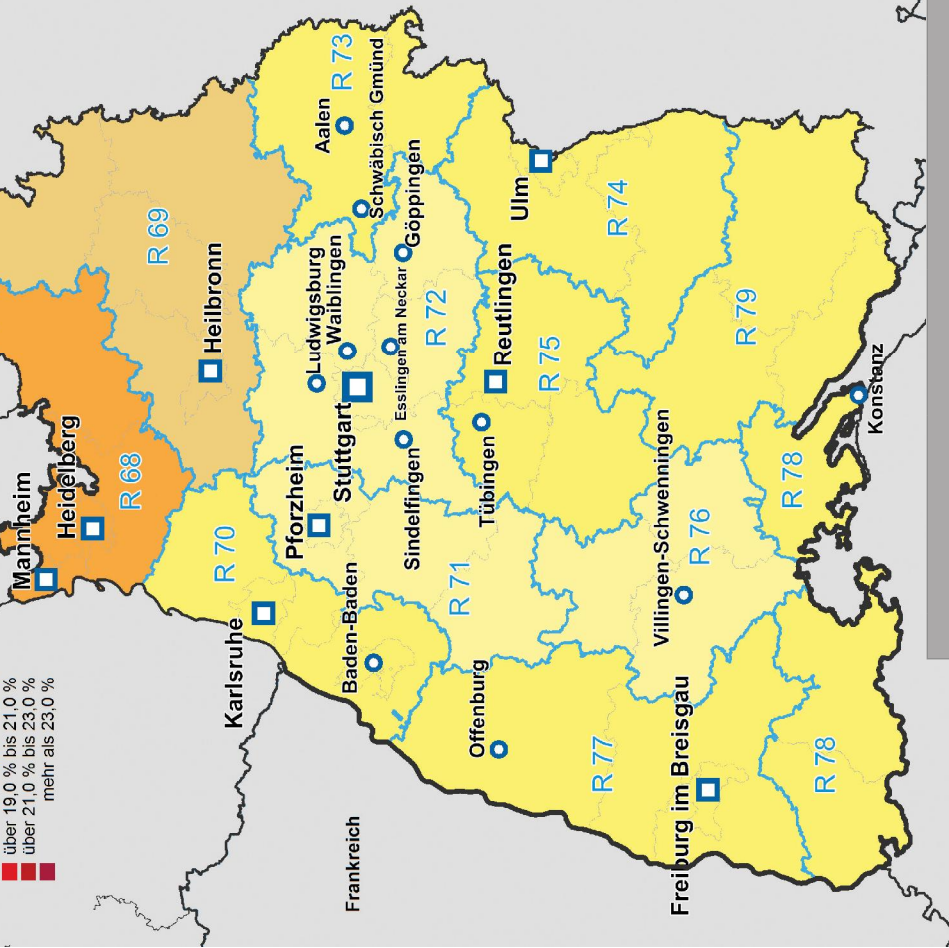 über 19,0 % bis 21,0 %
über 21,0 % bis 23,0 %
mehr als 23,0 %
Frankreich
Mannheim
Heidelberg
R 68
R 69
Heilbronn
R 70
Karlsruhe
Baden-Baden
Pforzheim
R 71
Stuttgart
Ludwigsburg
Waiblingen
Esslingen am Neckar
Sindelfingen
Göppingen
R 72
Aalen
R 73
Schwäbisch Gmünd
Ulm
R 74
Tübingen
Reutlingen
R 75
Villingen-Schwenningen
R 76
Offenburg
R 77
Freiburg im Breisgau
R 78
R 78
Konstanz
R 79